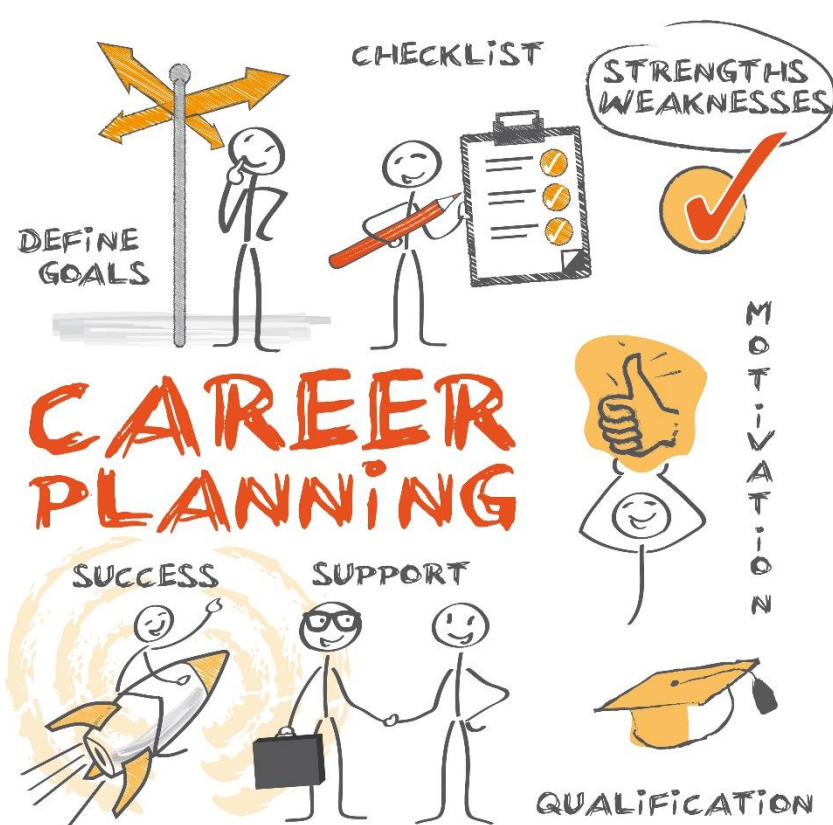 CHECKLIST
STRENGTHS
WEAKNESSES
DEFINE
GOALS
MOTIVATION
CAREER
PLANNING
SUCCESS
SUPPORT
QUALIFICATION